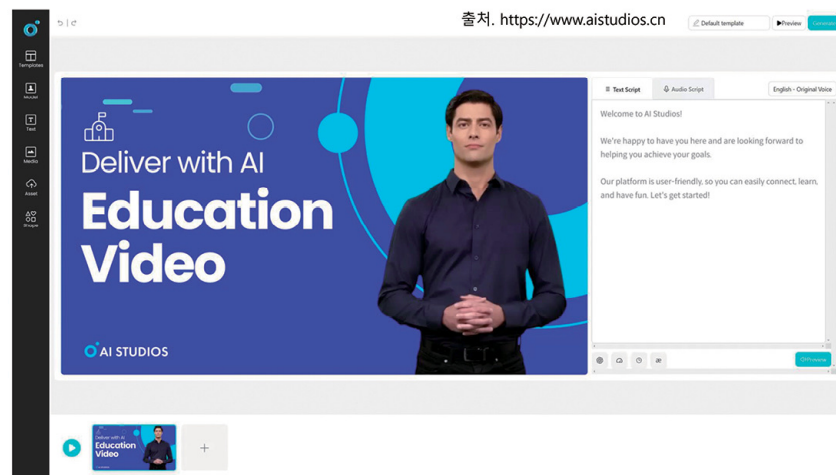 출처. https://www.aistudios.cn
Default template
Preview
Templates
Model
Text
Media
Asset
Deliver with AI
Education
Video
AI STUDIOS
Text Script
Audio Script
English - Original Voice
Welcome to AI Studios!
We're happy to have you here and are looking forward to
helping you achieve your goals.
Our platform is user-friendly, so you can easily connect, learn,
and have fun. Let's get started!
Deliver with AI
Education
Video